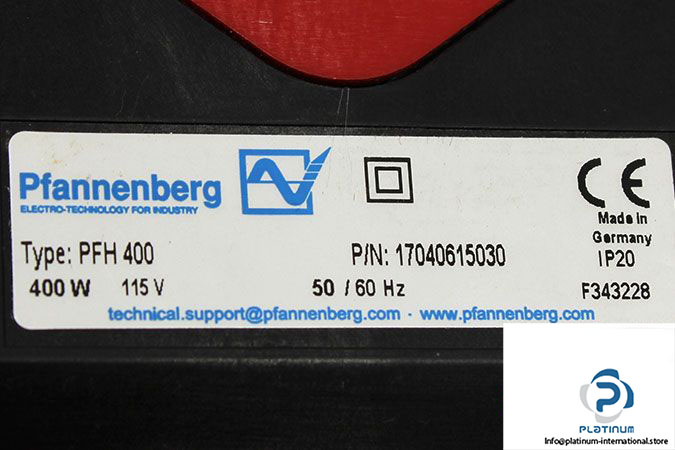 Pfannenberg
ELECTRO-TECHNOLOGY FOR INDUSTRY
CE
Made in
Germany
Type: PFH 400 P/N: 17040615030 IP20
400 W 115 V 50 / 60 Hz F343228
technical.support@pfannenberg.com - www.pfannenberg.com
P
PLATINUM
Info@platinum-international.store